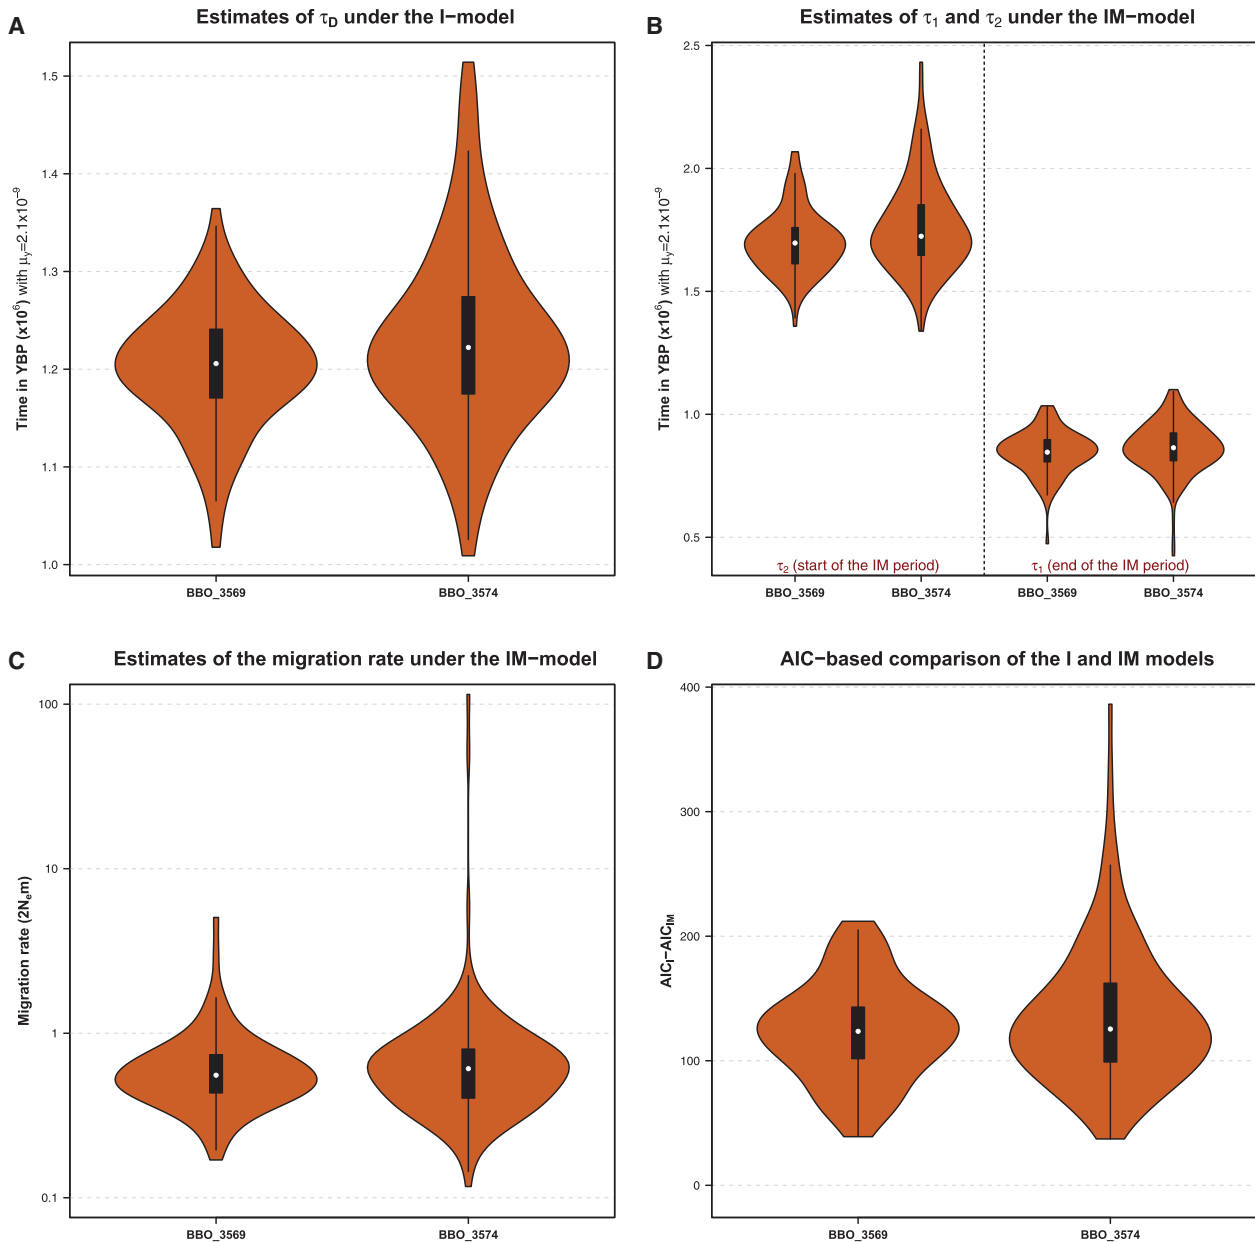 A
Estimates of τD under the I−model
Time in YBP (x10⁶) with μy=2.1x10⁻⁹
1.5
1.4
1.3
1.2
1.1
1.0
BBO_3569 BBO_3574
B
Estimates of τ1 and τ2 under the IM−model
Time in YBP (x10⁶) with μy=2.1x10⁻⁹
2.5
2.0
1.5
1.0
0.5
τ2 (start of the IM period) τ1 (end of the IM period)
BBO_3569 BBO_3574 BBO_3569 BBO_3574
C
Estimates of the migration rate under the IM−model
Migration rate (2Nem)
100
10
1
0.1
BBO_3569 BBO_3574
D
AIC−based comparison of the I and IM models
AICI−AICIM
400
300
200
100
0
BBO_3569 BBO_3574